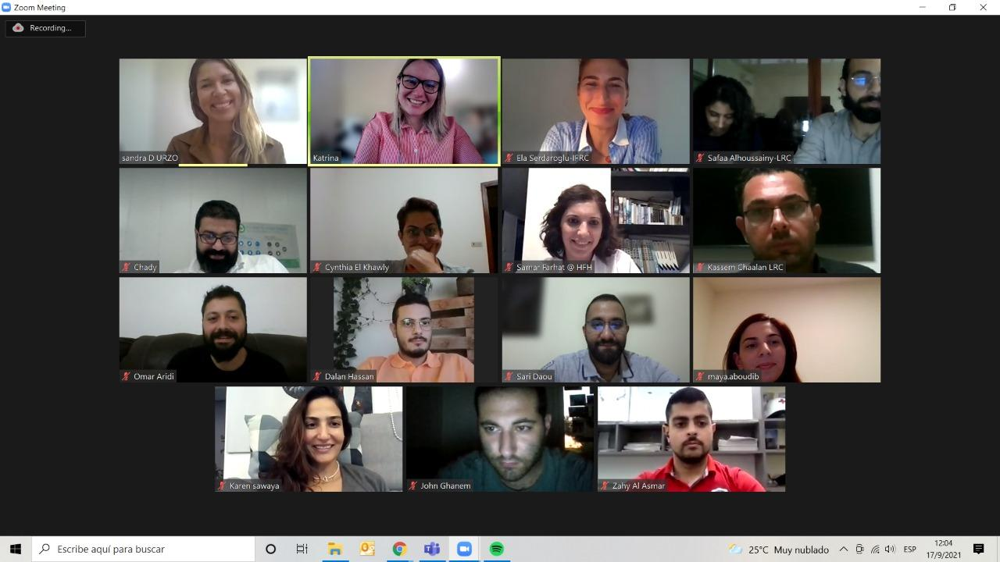 Zoom Meeting
Recording...
sandra D URZO
Katrina
Ela Serdaroglu-IFRC
Safaa Alhoussainy-LRC
Chady
Cynthia El Khawly
Samar Farhat @ HFH
Kassem Chaalan LRC
Omar Aridi
Dalan Hassan
Sari Daou
maya.aboudib
Karen sawaya
John Ghanem
Zahy Al Asmar
Escribe aquí para buscar
25°C Muy nublado
ESP
12:04
17/9/2021